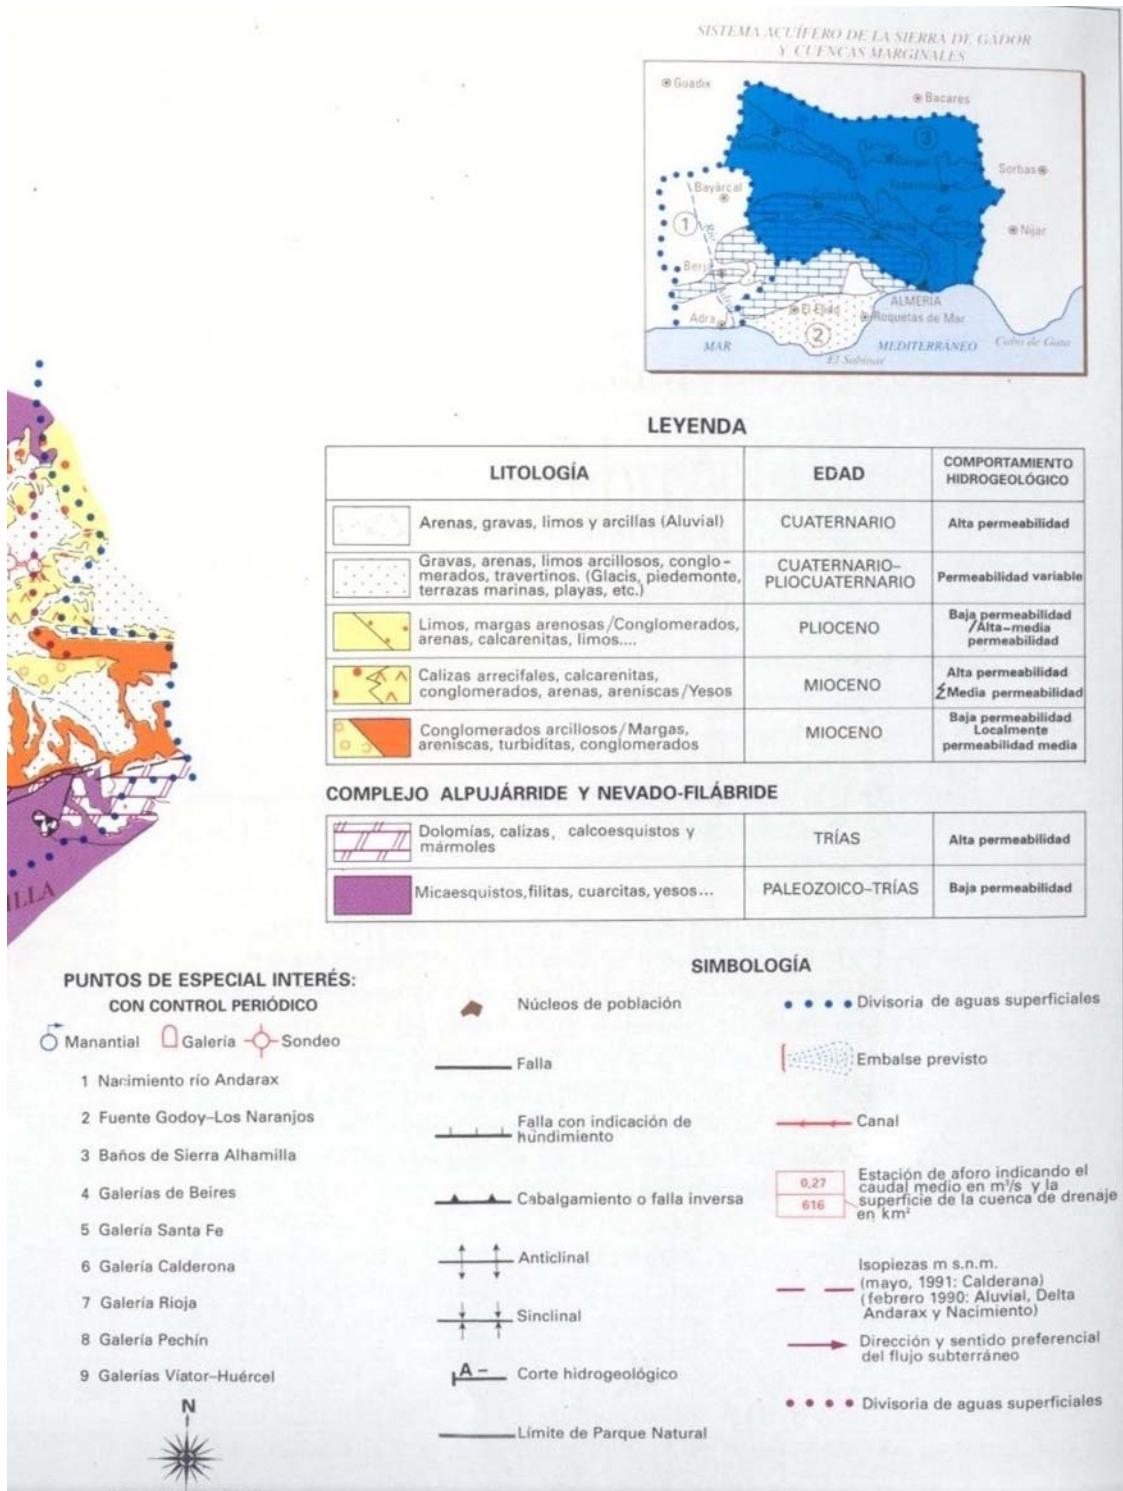 SISTEMA ACUÍFERO DE LA SIERRA DE GÁDOR
Y CUENCAS MARGINALES
Guadix
Bacares
3
Sorbas
Bayárcal
1
Níjar
Berja
ALMERÍA
El Ejido
Roquetas de Mar
Adra
2
MAR
MEDITERRÁNEO
Cabo de Gata
El Sabinar
LEYENDA
LITOLOGÍA
EDAD
COMPORTAMIENTO
HIDROGEOLÓGICO
Arenas, gravas, limos y arcillas (Aluvial)
CUATERNARIO
Alta permeabilidad
Gravas, arenas, limos arcillosos, conglo-
merados, travertinos. (Glacis, piedemonte,
terrazas marinas, playas, etc.)
CUATERNARIO-
PLIOCUATERNARIO
Permeabilidad variable
Limos, margas arenosas/Conglomerados,
arenas, calcarenitas, limos....
PLIOCENO
Baja permeabilidad
/Alta-media
permeabilidad
Calizas arrecifales, calcarenitas,
conglomerados, arenas, areniscas/Yesos
MIOCENO
Alta permeabilidad
Media permeabilidad
Conglomerados arcillosos/Margas,
areniscas, turbiditas, conglomerados
MIOCENO
Baja permeabilidad
Localmente
permeabilidad media
COMPLEJO ALPUJÁRRIDE Y NEVADO-FILÁBRIDE
Dolomías, calizas, calcoesquistos y
mármoles
TRÍAS
Alta permeabilidad
Micaesquistos,filitas, cuarcitas, yesos...
PALEOZOICO-TRÍAS
Baja permeabilidad
ILLA
PUNTOS DE ESPECIAL INTERÉS:
CON CONTROL PERIÓDICO
Manantial Galería Sondeo
1 Nacimiento río Andarax
2 Fuente Godoy-Los Naranjos
3 Baños de Sierra Alhamilla
4 Galerías de Beires
5 Galería Santa Fe
6 Galería Calderona
7 Galería Rioja
8 Galería Pechín
9 Galerías Víator-Huércel
N
SIMBOLOGÍA
Núcleos de población
Falla
Falla con indicación de
hundimiento
Cabalgamiento o falla inversa
Anticlinal
Sinclinal
A -
Corte hidrogeológico
Límite de Parque Natural
Divisoria de aguas superficiales
Embalse previsto
Canal
0,27
616
Estación de aforo indicando el
caudal medio en m³/s y la
superficie de la cuenca de drenaje
en km²
Isopiezas m s.n.m.
(mayo, 1991: Calderana)
(febrero 1990: Aluvial, Delta
Andarax y Nacimiento)
Dirección y sentido preferencial
del flujo subterráneo
Divisoria de aguas superficiales